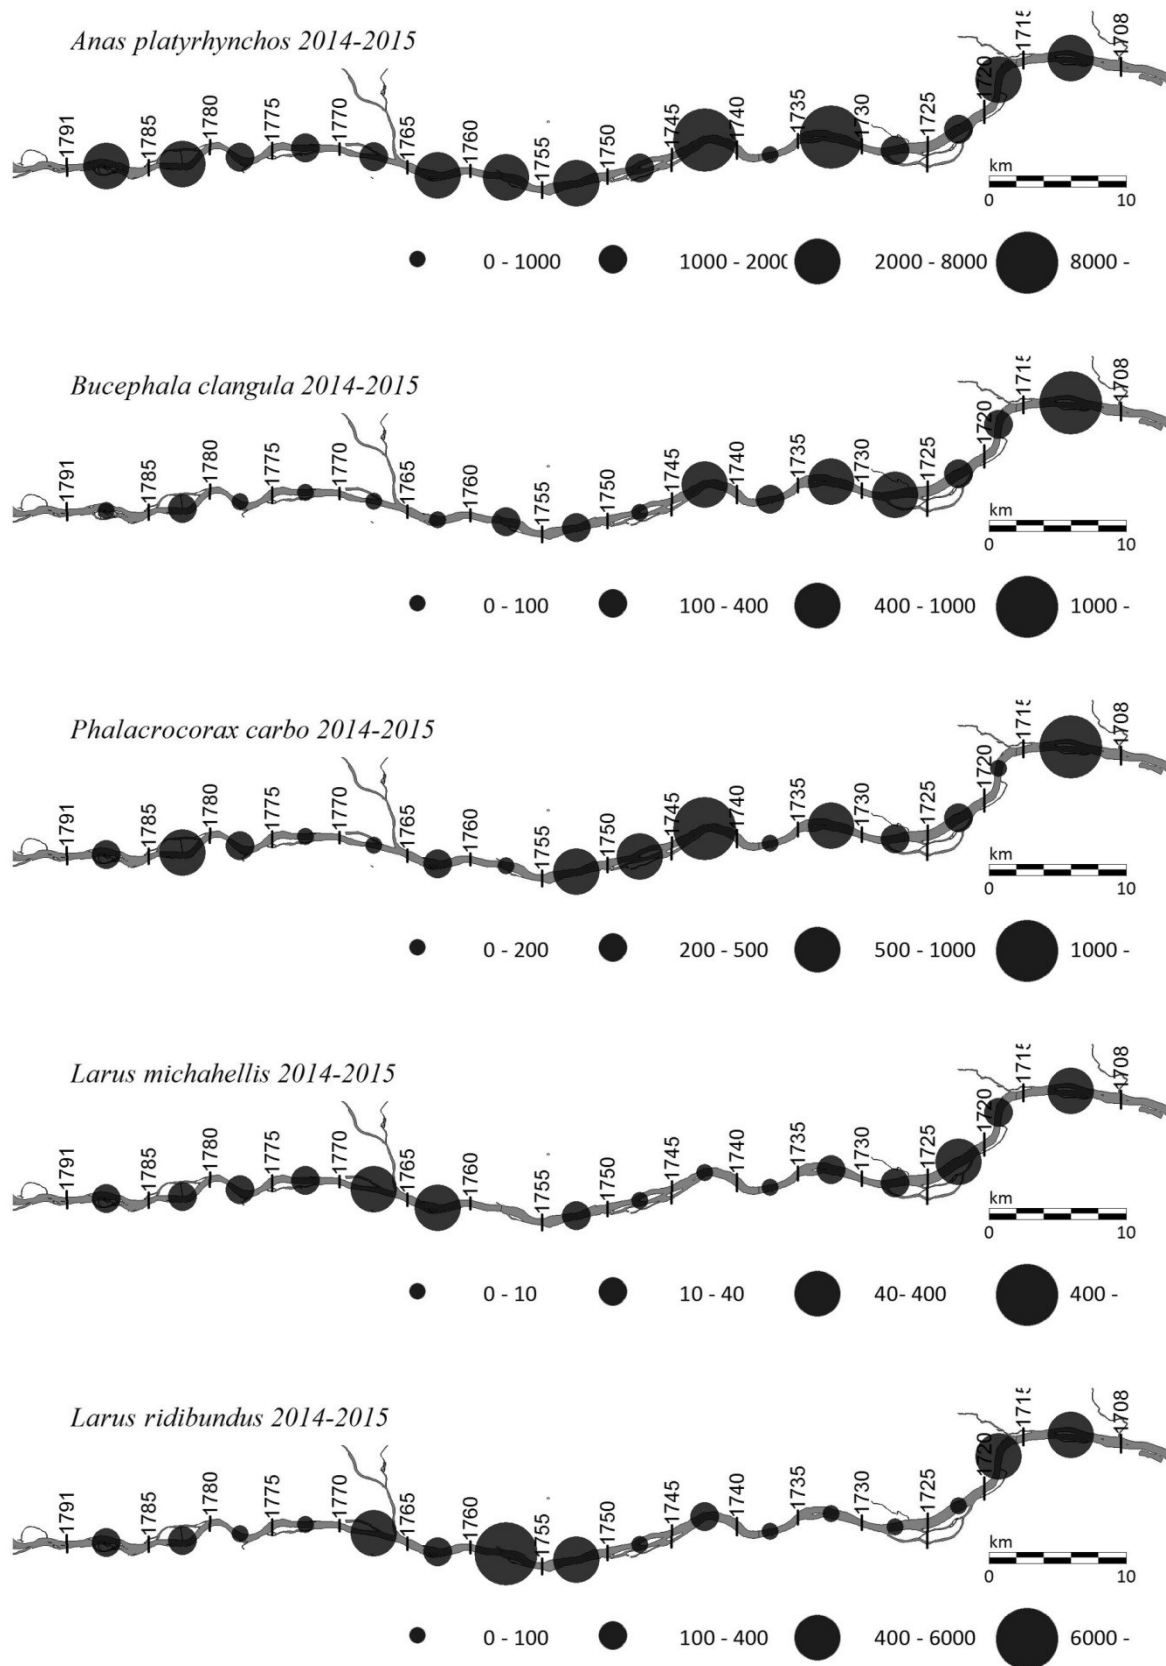 Anas platyrhynchos 2014-2015
1791 1785 1780 1775 1770 1765 1760 1755 1750 1745 1740 1735 1730 1725 1720 1715 1708
km
0 10
0 - 1000 1000 - 2000 2000 - 8000 8000 -
Bucephala clangula 2014-2015
1791 1785 1780 1775 1770 1765 1760 1755 1750 1745 1740 1735 1730 1725 1720 1715 1708
km
0 10
0 - 100 100 - 400 400 - 1000 1000 -
Phalacrocorax carbo 2014-2015
1791 1785 1780 1775 1770 1765 1760 1755 1750 1745 1740 1735 1730 1725 1720 1715 1708
km
0 10
0 - 200 200 - 500 500 - 1000 1000 -
Larus michahellis 2014-2015
1791 1785 1780 1775 1770 1765 1760 1755 1750 1745 1740 1735 1730 1725 1720 1715 1708
km
0 10
0 - 10 10 - 40 40- 400 400 -
Larus ridibundus 2014-2015
1791 1785 1780 1775 1770 1765 1760 1755 1750 1745 1740 1735 1730 1725 1720 1715 1708
km
0 10
0 - 100 100 - 400 400 - 6000 6000 -